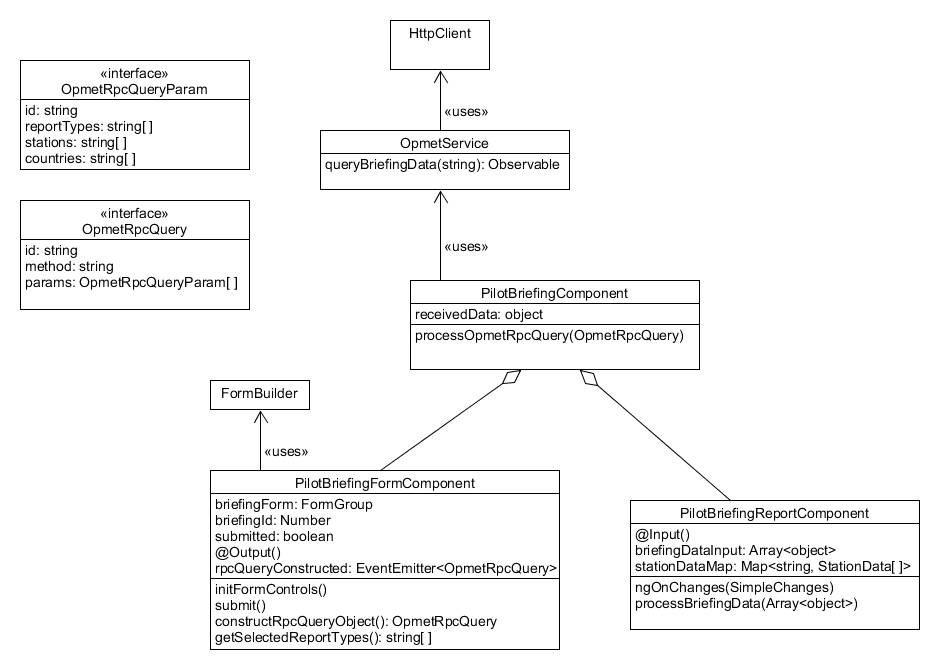 HttpClient
«uses»
«interface»
OpmetRpcQueryParam
id: string
reportTypes: string[ ]
stations: string[ ]
countries: string[ ]
OpmetService
queryBriefingData(string): Observable
«interface»
OpmetRpcQuery
id: string
method: string
params: OpmetRpcQueryParam[ ]
«uses»
PilotBriefingComponent
receivedData: object
processOpmetRpcQuery(OpmetRpcQuery)
FormBuilder
«uses»
PilotBriefingFormComponent
briefingForm: FormGroup
briefingId: Number
submitted: boolean
@Output()
rpcQueryConstructed: EventEmitter<OpmetRpcQuery>
initFormControls()
submit()
constructRpcQueryObject(): OpmetRpcQuery
getSelectedReportTypes(): string[ ]
PilotBriefingReportComponent
@Input()
briefingDataInput: Array<object>
stationDataMap: Map<string, StationData[ ]>
ngOnChanges(SimpleChanges)
processBriefingData(Array<object>)